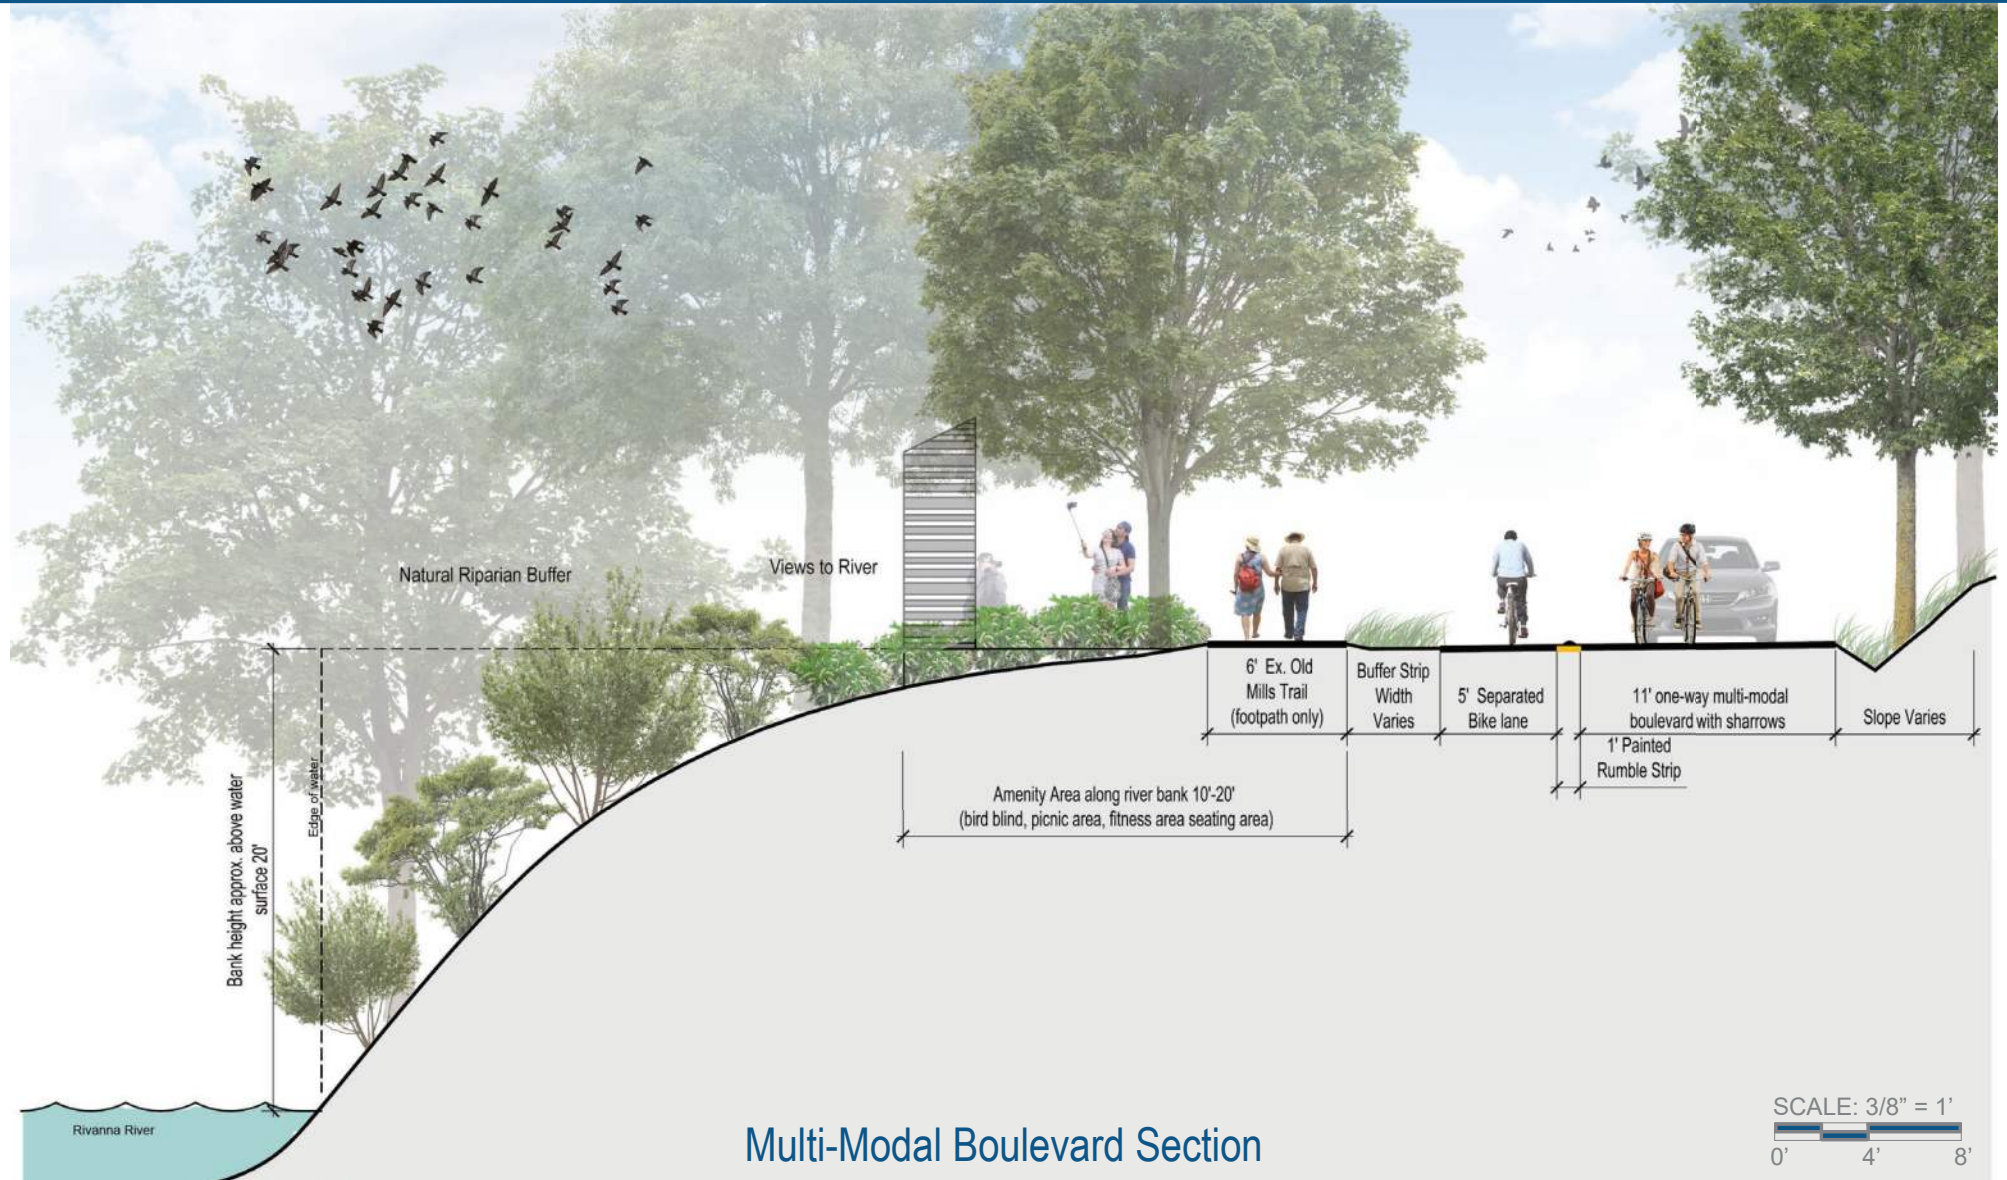 Natural Riparian Buffer
Views to River
6' Ex. Old
Mills Trail
(footpath only)
Buffer Strip
Width
Varies
5' Separated
Bike lane
11' one-way multi-modal
boulevard with sharrows
Slope Varies
1' Painted
Rumble Strip
Amenity Area along river bank 10'-20'
(bird blind, picnic area, fitness area seating area)
Bank height approx. above water
surface 20'
Edge of water
Rivanna River
Multi-Modal Boulevard Section
SCALE: 3/8” = 1’
0’ 4’ 8’